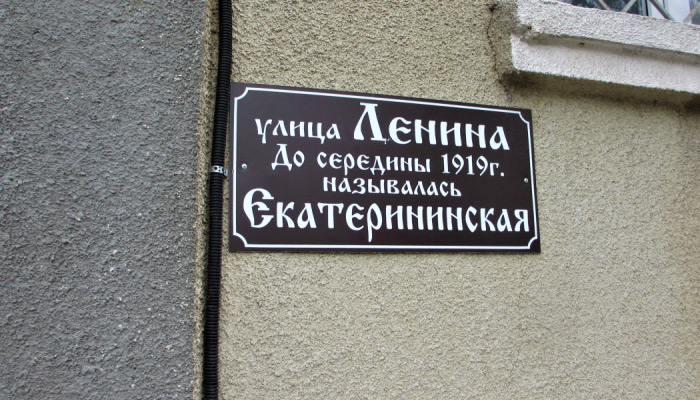 улица Ленина
До середины 1919г.
называлась
Екатерининская